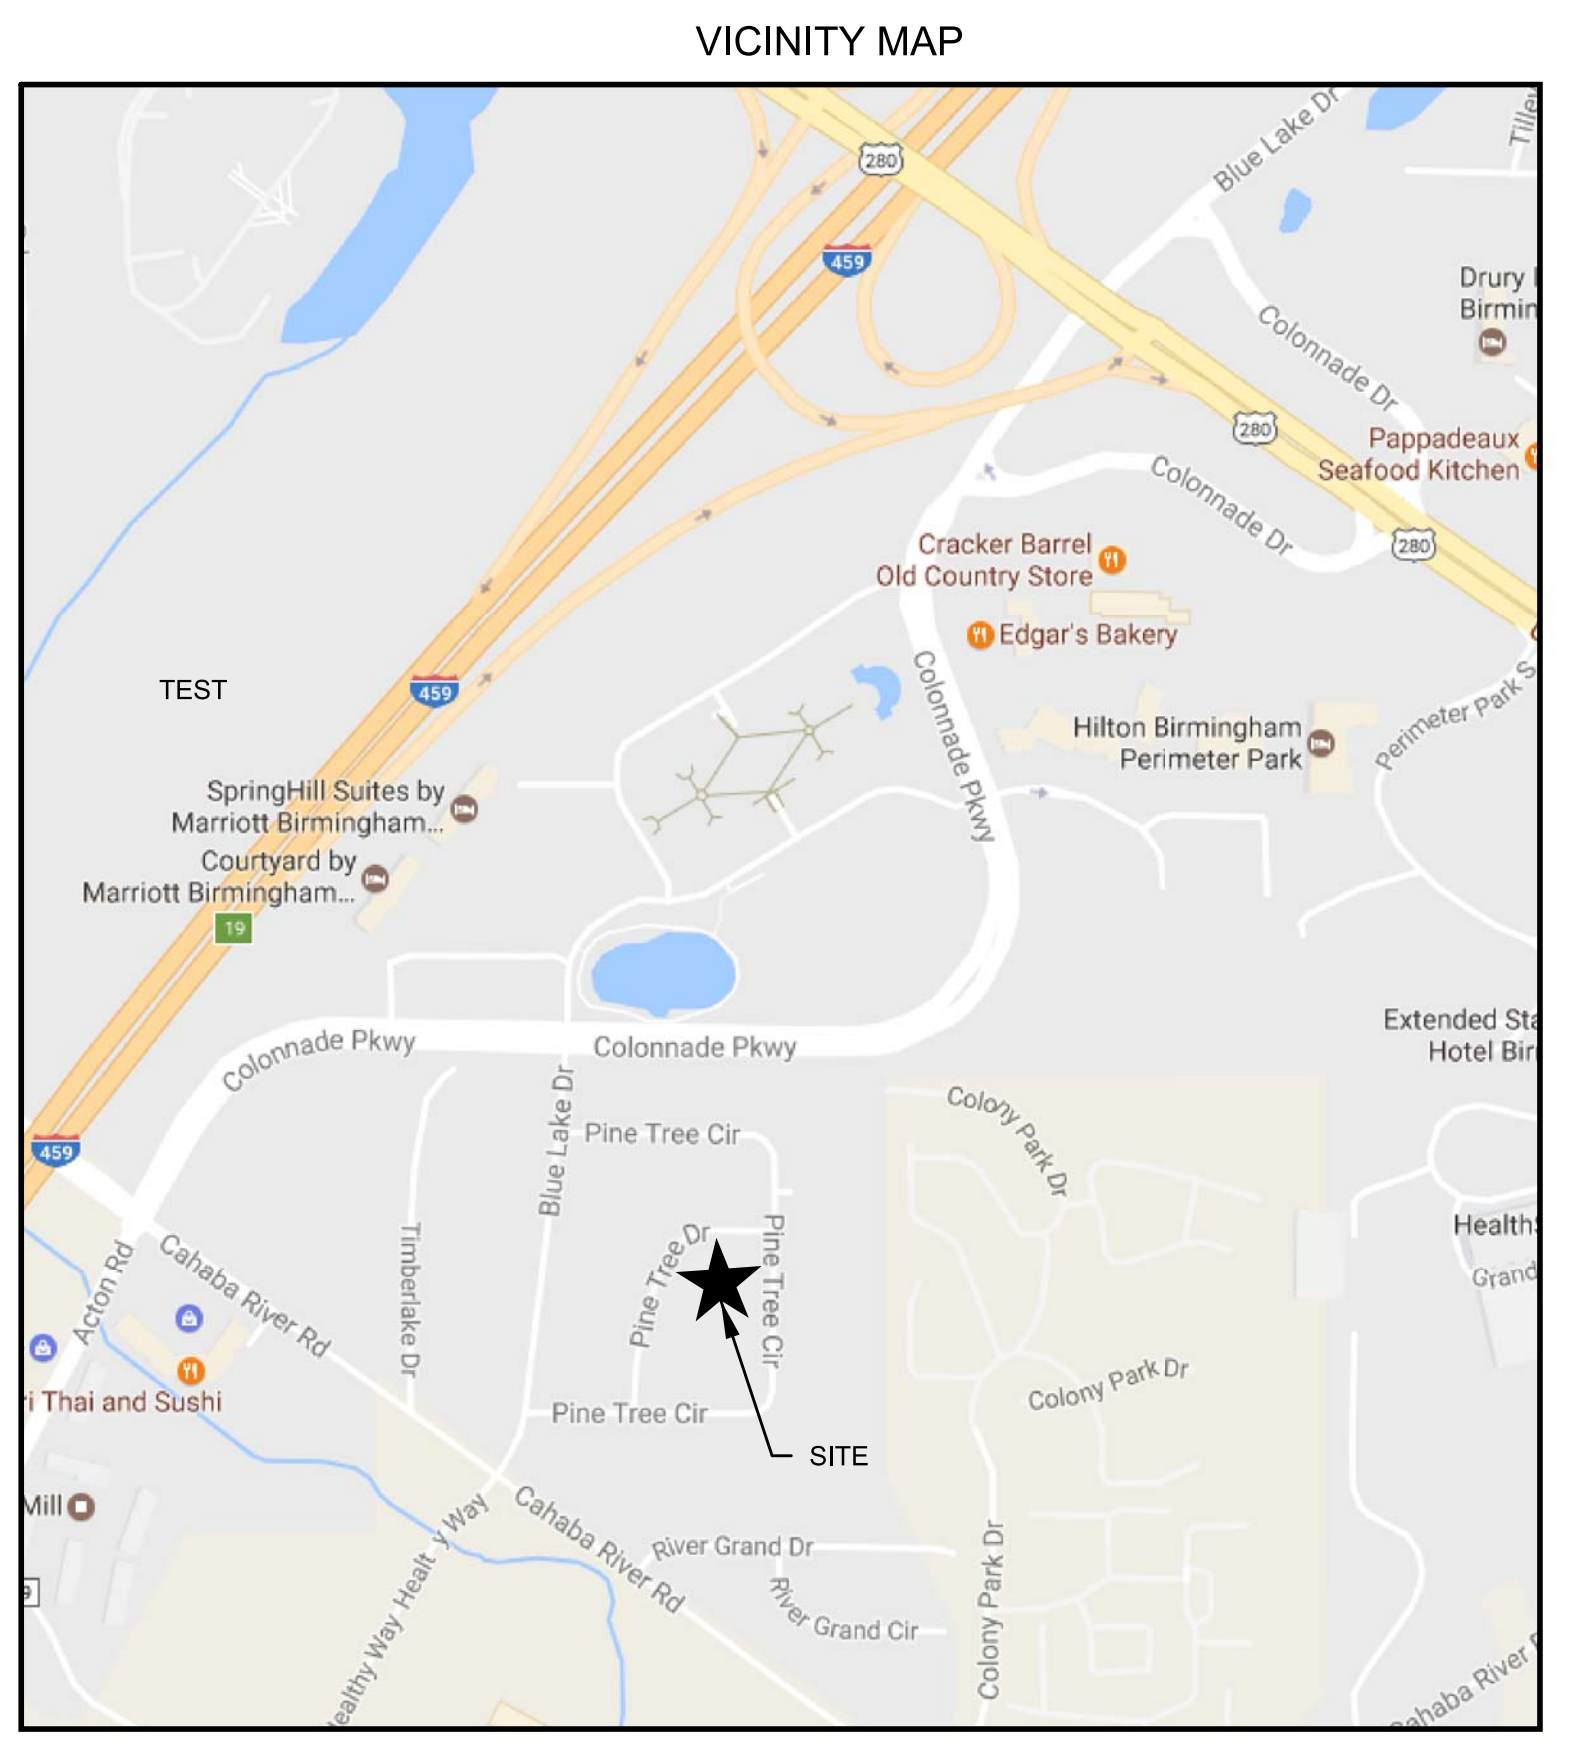 VICINITY MAP
Blue Lake Dr
280
459
Drury
Colonnade Dr
280
Pappadeaux
Seafood Kitchen
Colonnade Dr
280
Cracker Barrel
Old Country Store
Edgar's Bakery
Colonnade Pkwy
Perimeter Park S
TEST
459
Hilton Birmingham
Perimeter Park
SpringHill Suites by
Marriott Birmingham...
Courtyard by
Marriott Birmingham...
19
Extended
Hotel
Colonnade Pkwy
Colonnade Pkwy
Blue Lake Dr
Colony Park Dr
Pine Tree Cir
459
Acton Rd
Cahaba River Rd
Timberlake Dr
Pine Tree Dr
Pine Tree Cir
Grand
Colony Park Dr
Thai and Sushi
Pine Tree Cir
SITE
Mill
Healthy Way
Healthy Way
Cahaba River Rd
River Grand Dr
River Grand Cir
Colony Park Dr
Cahaba River